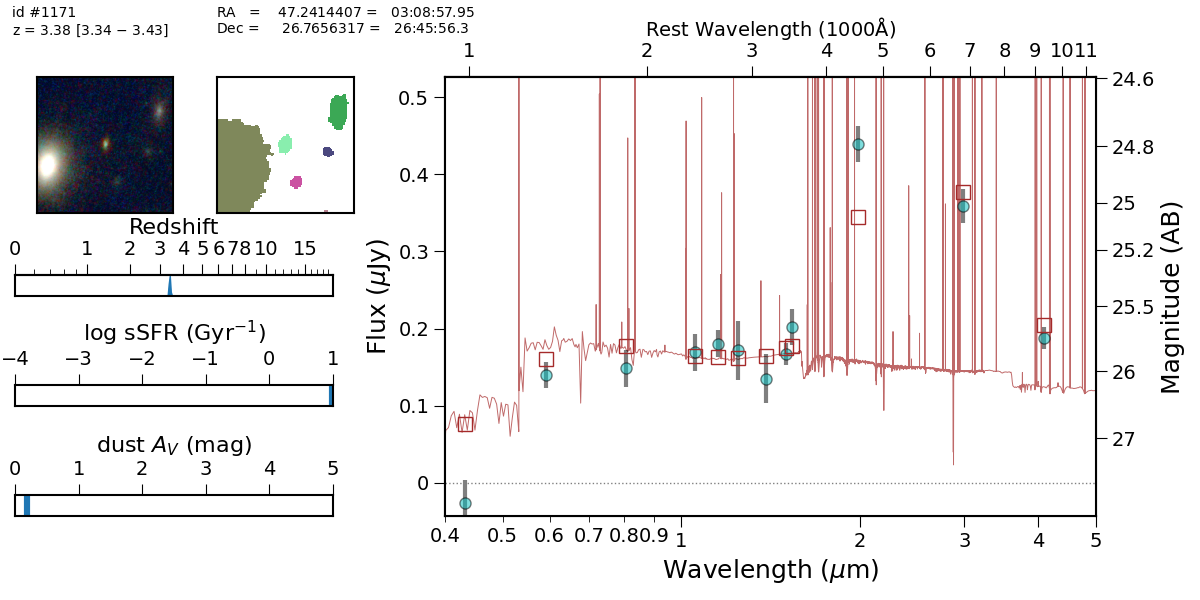 id #1171
z = 3.38 [3.34 − 3.43]
RA = 47.2414407 = 03:08:57.95
Dec = 26.7656317 = 26:45:56.3
Redshift
0 1 2 3 4 5 6 7 8 10 15
log sSFR (Gyr⁻¹)
−4 −3 −2 −1 0 1
dust A_V (mag)
0 1 2 3 4 5
Rest Wavelength (1000Å)
1 2 3 4 5 6 7 8 9 10 11
Flux (μJy)
0.5
0.4
0.3
0.2
0.1
0
24.6
24.8
25
25.2
25.5
26
27
Magnitude (AB)
0.4 0.5 0.6 0.7 0.8 0.9 1 2 3 4 5
Wavelength (μm)